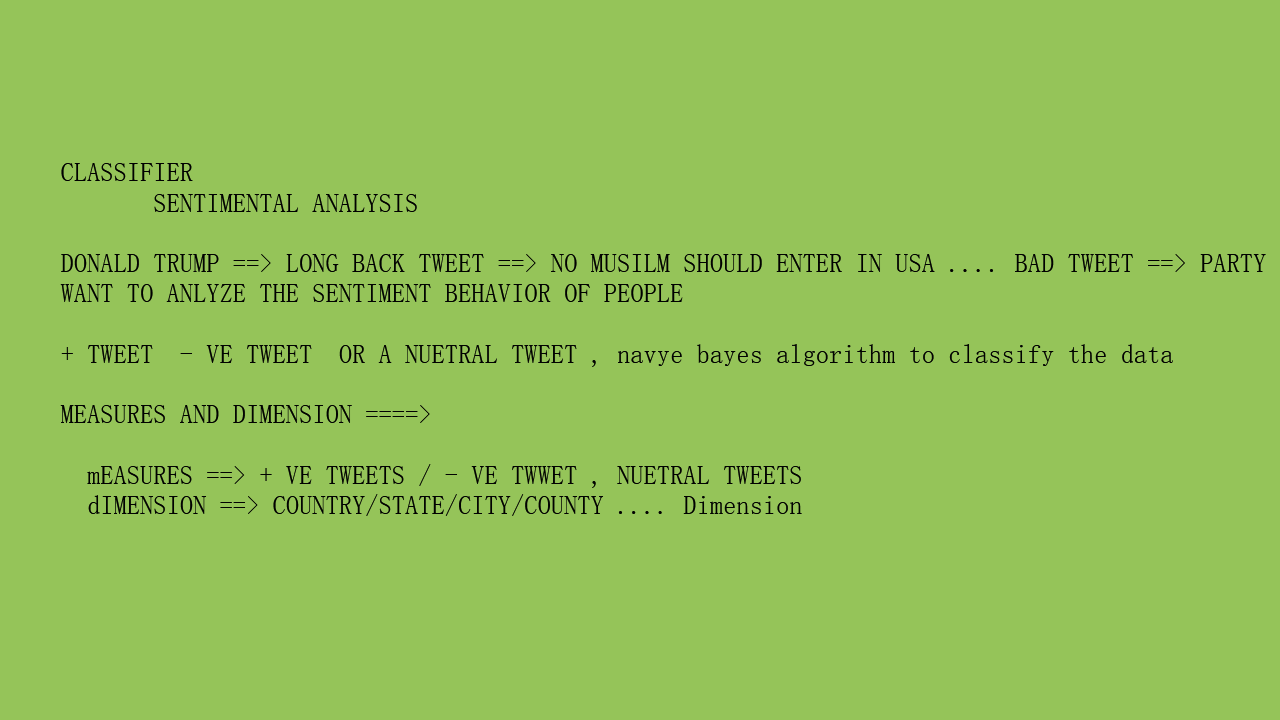 CLASSIFIER
SENTIMENTAL ANALYSIS
DONALD TRUMP ==> LONG BACK TWEET ==> NO MUSILM SHOULD ENTER IN USA .... BAD TWEET ==> PARTY
WANT TO ANLYZE THE SENTIMENT BEHAVIOR OF PEOPLE
+ TWEET - VE TWEET OR A NUETRAL TWEET , navye bayes algorithm to classify the data
MEASURES AND DIMENSION ====>
mEASURES ==> + VE TWEETS / - VE TWWET , NUETRAL TWEETS
dIMENSION ==> COUNTRY/STATE/CITY/COUNTY .... Dimension